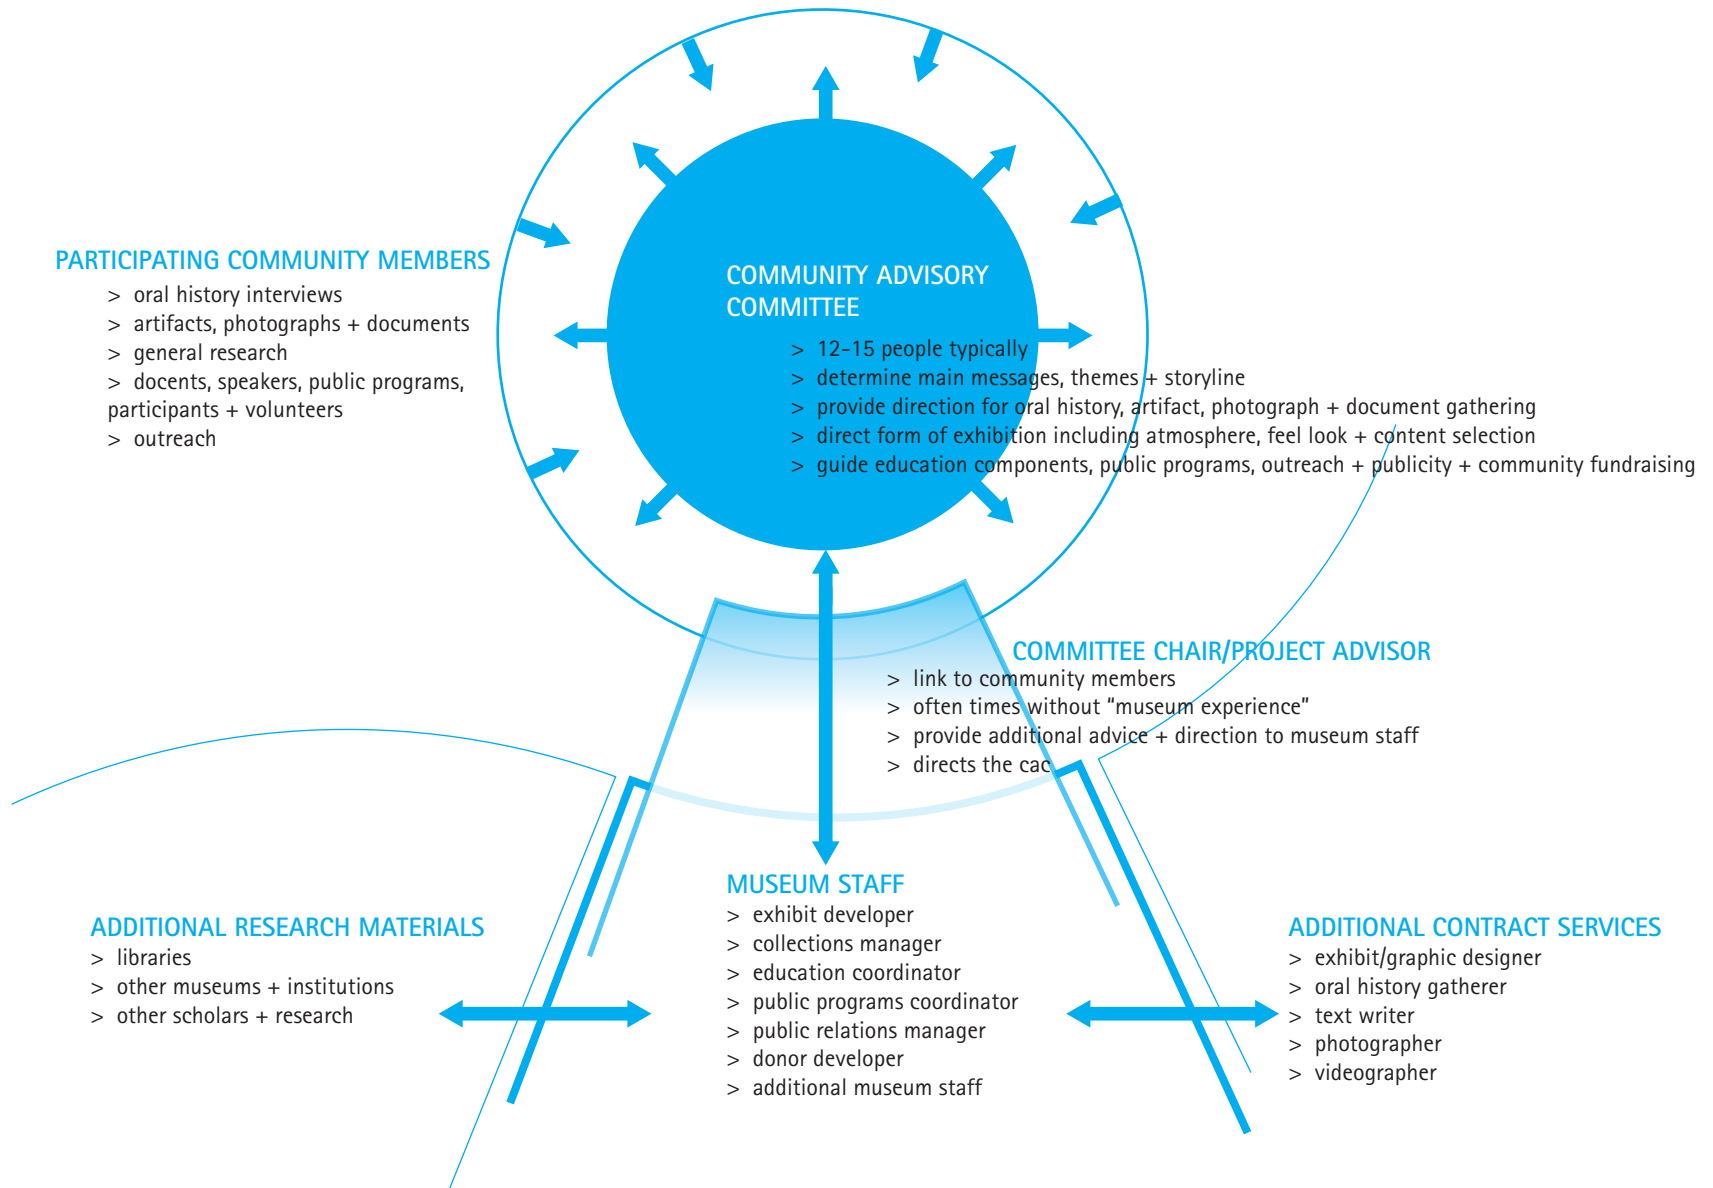 PARTICIPATING COMMUNITY MEMBERS
> oral history interviews
> artifacts, photographs + documents
> general research
> docents, speakers, public programs,
participants + volunteers
> outreach
COMMUNITY ADVISORY
COMMITTEE
> 12-15 people typically
> determine main messages, themes + storyline
> provide direction for oral history, artifact, photograph + document gathering
> direct form of exhibition including atmosphere, feel look + content selection
> guide education components, public programs, outreach + publicity + community fundraising
COMMITTEE CHAIR/PROJECT ADVISOR
> link to community members
> often times without “museum experience”
> provide additional advice + direction to museum staff
> directs the cac
ADDITIONAL RESEARCH MATERIALS
> libraries
> other museums + institutions
> other scholars + research
MUSEUM STAFF
> exhibit developer
> collections manager
> education coordinator
> public programs coordinator
> public relations manager
> donor developer
> additional museum staff
ADDITIONAL CONTRACT SERVICES
> exhibit/graphic designer
> oral history gatherer
> text writer
> photographer
> videographer